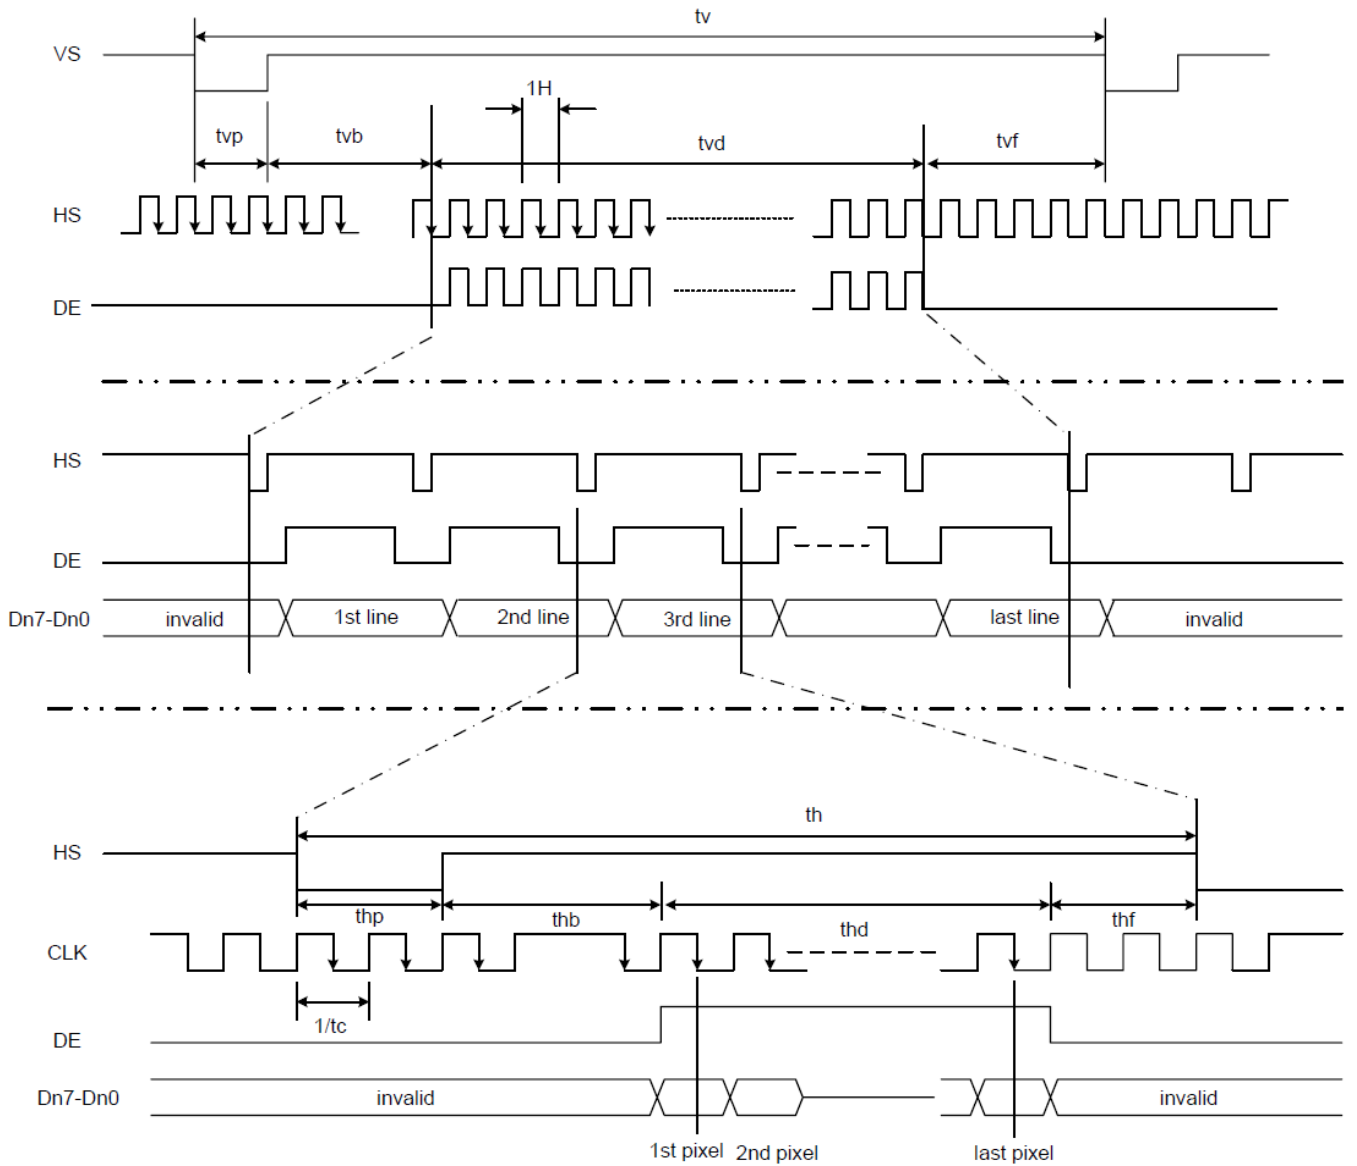 tv
VS
1H
tvp tvb tvd tvf
HS
DE
HS
DE
Dn7-Dn0 invalid 1st line 2nd line 3rd line last line invalid
th
HS
thp thb thd thf
CLK
1/tc
DE
Dn7-Dn0 invalid invalid
1st pixel 2nd pixel last pixel